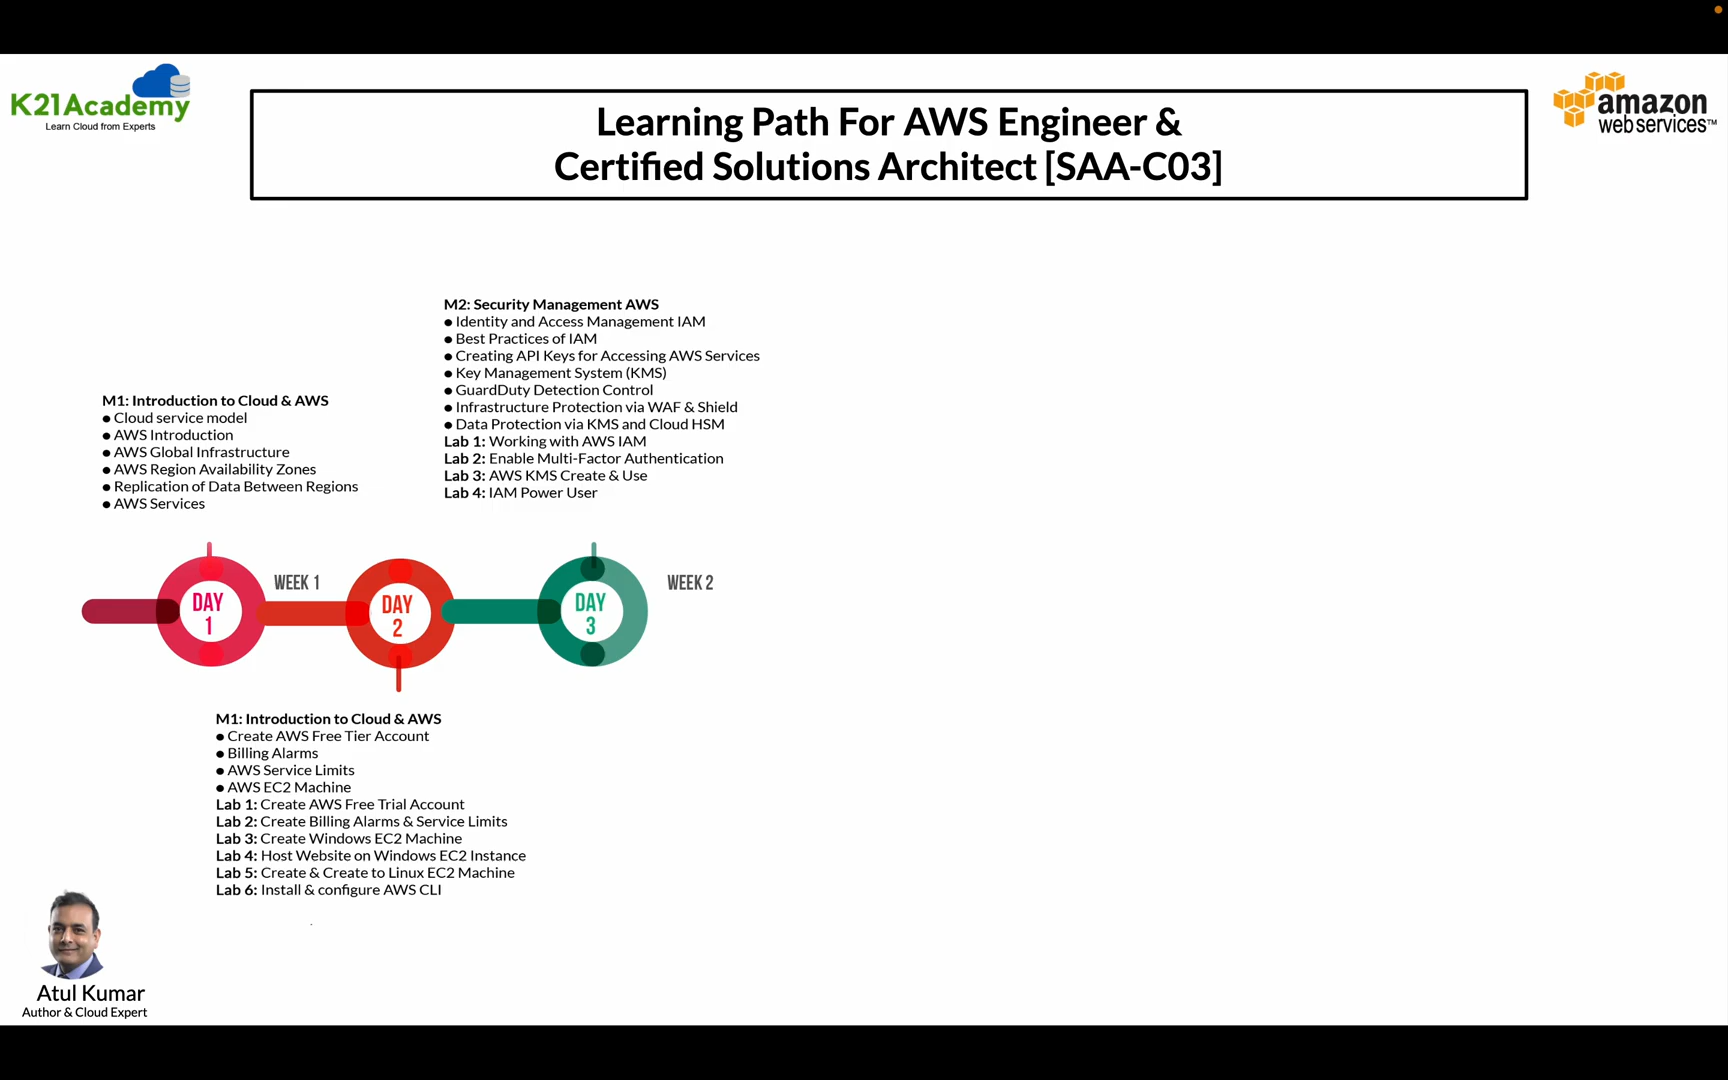 K21Academy
Learn Cloud from Experts
Learning Path For AWS Engineer &
Certified Solutions Architect [SAA-C03]
amazon
web services™
M1: Introduction to Cloud & AWS
● Cloud service model
● AWS Introduction
● AWS Global Infrastructure
● AWS Region Availability Zones
● Replication of Data Between Regions
● AWS Services
M2: Security Management AWS
● Identity and Access Management IAM
● Best Practices of IAM
● Creating API Keys for Accessing AWS Services
● Key Management System (KMS)
● GuardDuty Detection Control
● Infrastructure Protection via WAF & Shield
● Data Protection via KMS and Cloud HSM
Lab 1: Working with AWS IAM
Lab 2: Enable Multi-Factor Authentication
Lab 3: AWS KMS Create & Use
Lab 4: IAM Power User
DAY
1
WEEK 1
DAY
2
DAY
3
WEEK 2
M1: Introduction to Cloud & AWS
● Create AWS Free Tier Account
● Billing Alarms
● AWS Service Limits
● AWS EC2 Machine
Lab 1: Create AWS Free Trial Account
Lab 2: Create Billing Alarms & Service Limits
Lab 3: Create Windows EC2 Machine
Lab 4: Host Website on Windows EC2 Instance
Lab 5: Create & Create to Linux EC2 Machine
Lab 6: Install & configure AWS CLI
Atul Kumar
Author & Cloud Expert